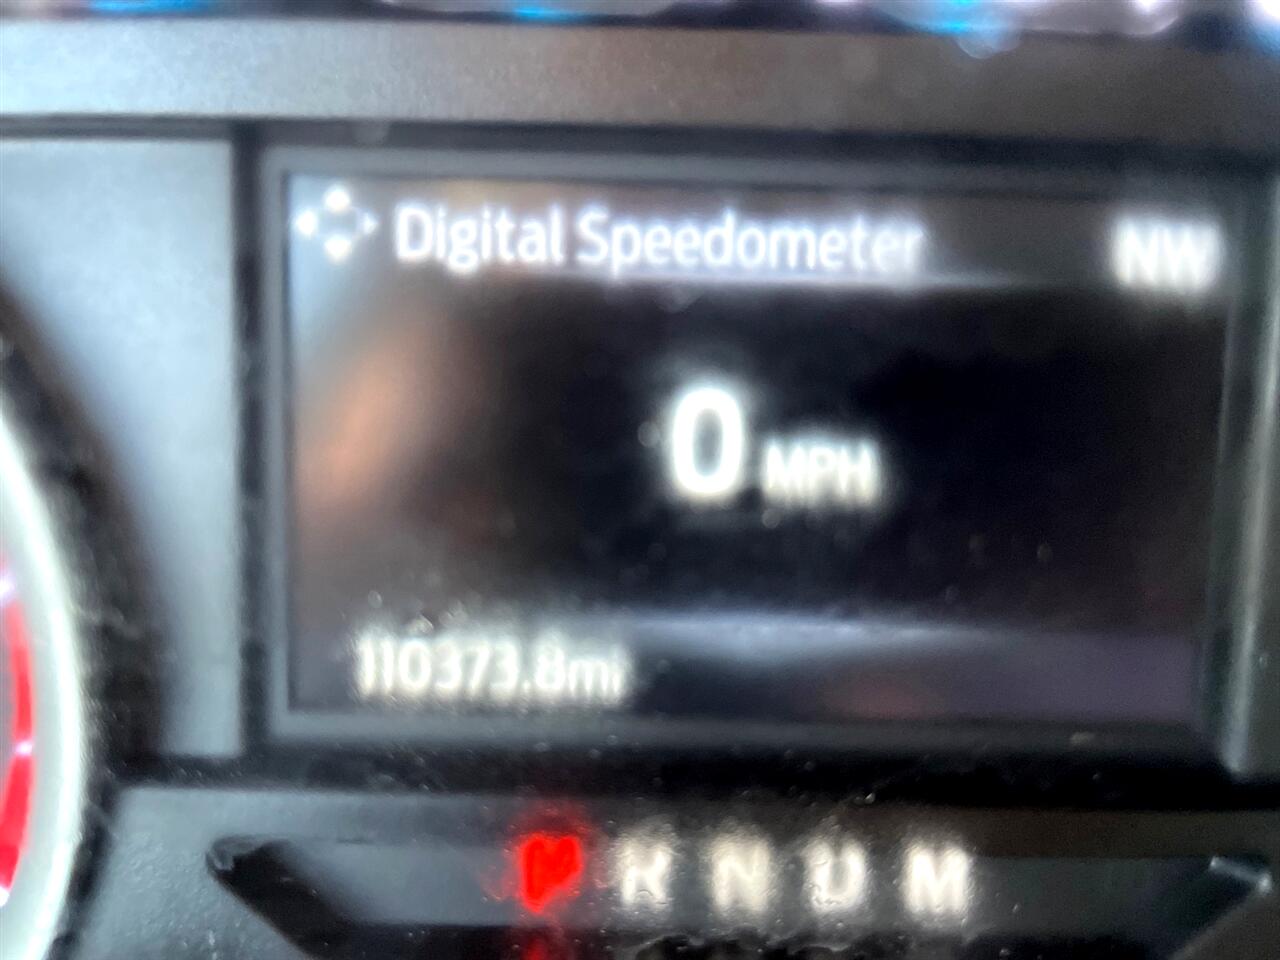 Digital Speedometer NW
0 MPH
110373.8mi
P R N D M